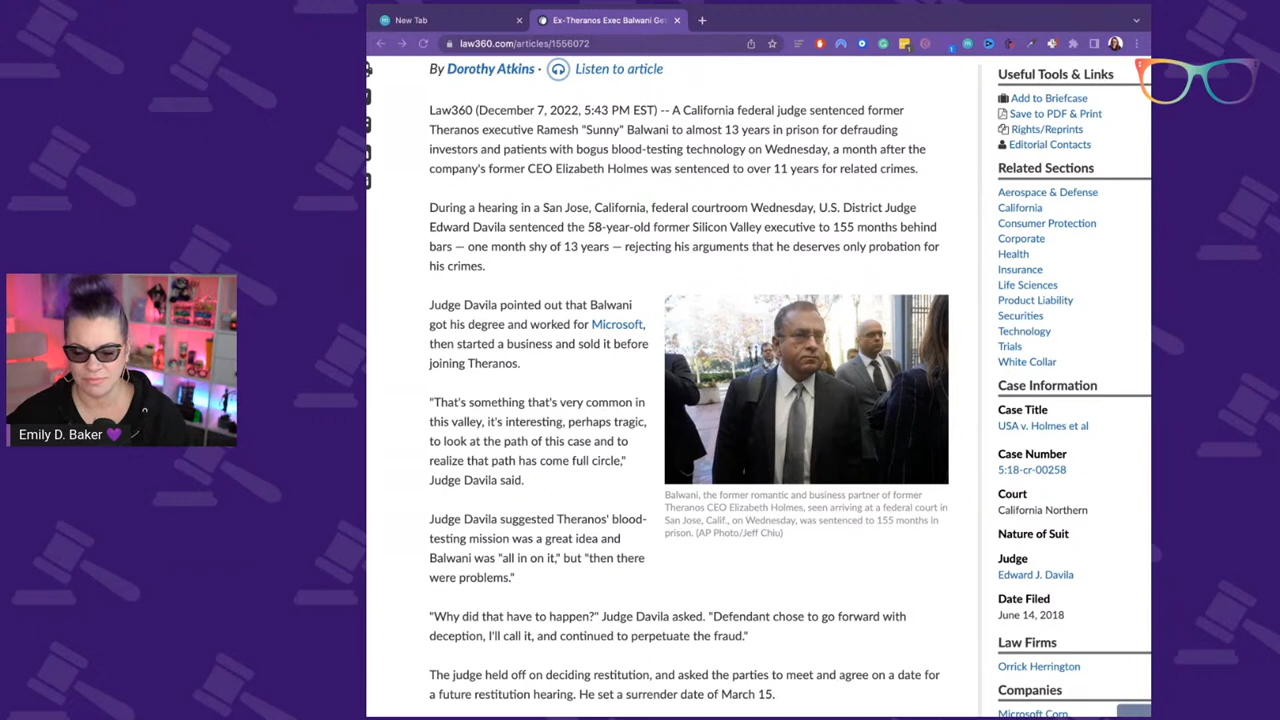 New Tab
Ex-Theranos Exec Balwani Get
law360.com/articles/1556072
By Dorothy Atkins · Listen to article
Law360 (December 7, 2022, 5:43 PM EST) -- A California federal judge sentenced former
Theranos executive Ramesh "Sunny" Balwani to almost 13 years in prison for defrauding
investors and patients with bogus blood-testing technology on Wednesday, a month after the
company's former CEO Elizabeth Holmes was sentenced to over 11 years for related crimes.
During a hearing in a San Jose, California, federal courtroom Wednesday, U.S. District Judge
Edward Davila sentenced the 58-year-old former Silicon Valley executive to 155 months behind
bars — one month shy of 13 years — rejecting his arguments that he deserves only probation for
his crimes.
Judge Davila pointed out that Balwani
got his degree and worked for Microsoft,
then started a business and sold it before
joining Theranos.
"That's something that's very common in
this valley, it's interesting, perhaps tragic,
to look at the path of this case and to
realize that path has come full circle,"
Judge Davila said.
Judge Davila suggested Theranos' blood-
testing mission was a great idea and
Balwani was "all in on it," but "then there
were problems."
Balwani, the former romantic and business partner of former
Theranos CEO Elizabeth Holmes, seen arriving at a federal court in
San Jose, Calif., on Wednesday, was sentenced to 155 months in
prison. (AP Photo/Jeff Chiu)
"Why did that have to happen?" Judge Davila asked. "Defendant chose to go forward with
deception, I'll call it, and continued to perpetuate the fraud."
The judge held off on deciding restitution, and asked the parties to meet and agree on a date for
a future restitution hearing. He set a surrender date of March 15.
Useful Tools & Links
Add to Briefcase
Save to PDF & Print
Rights/Reprints
Editorial Contacts
Related Sections
Aerospace & Defense
California
Consumer Protection
Corporate
Health
Insurance
Life Sciences
Product Liability
Securities
Technology
Trials
White Collar
Case Information
Case Title
USA v. Holmes et al
Case Number
5:18-cr-00258
Court
California Northern
Nature of Suit
Judge
Edward J. Davila
Date Filed
June 14, 2018
Law Firms
Orrick Herrington
Companies
Microsoft Corp.
Emily D. Baker 💜